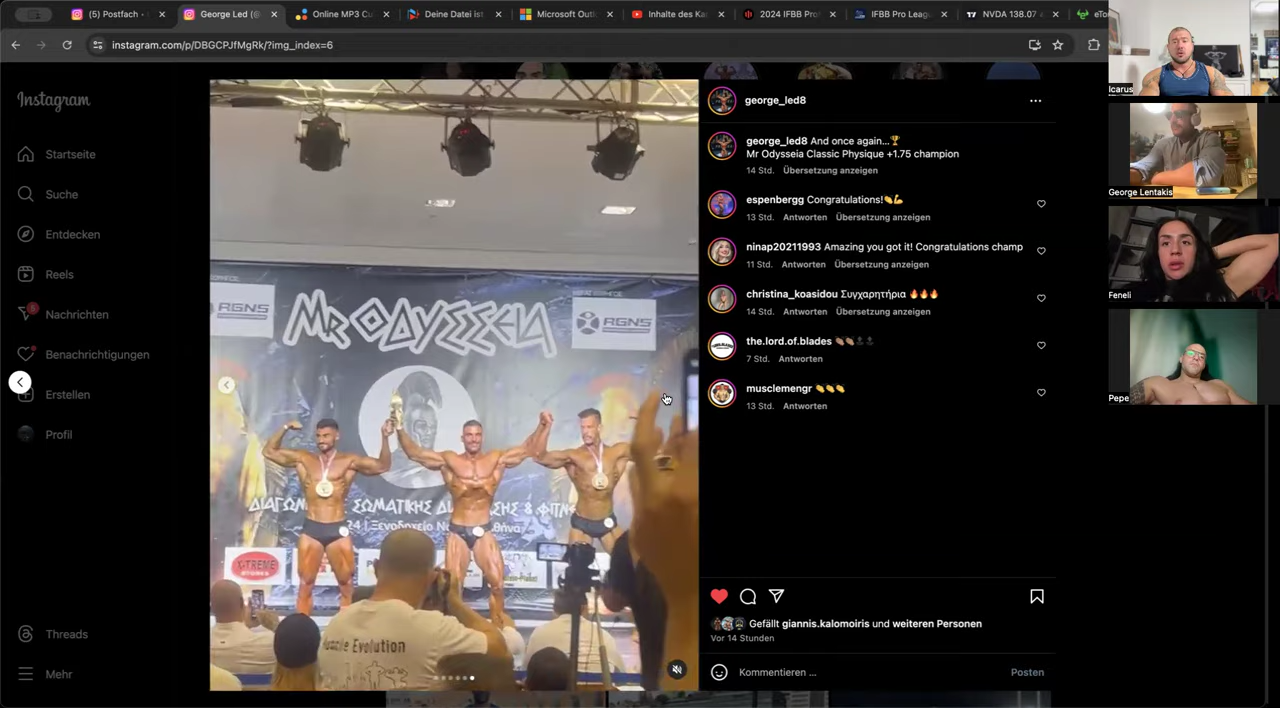 (5) Postfach •
George Led (@
Online MP3 Cu
Deine Datei ist
Microsoft Outl
Inhalte des Ka
2024 IFBB Pro
IFBB Pro Leag
NVDA 138.07
eTo
instagram.com/p/DBGCPJfMgRk/?img_index=6
Instagram
Startseite
Suche
Entdecken
Reels
Nachrichten
Benachrichtigungen
Erstellen
Profil
Threads
Mehr
RGNS
Mr ΟΔΥΣΣΕΙΑ
RGNS
ΣΩΜΑΤΙΚΗΣ
X-TREME
Muscle Evolution
george_led8
george_led8 And once again...🏆
Mr Odysseia Classic Physique +1.75 champion
14 Std. Übersetzung anzeigen
espenbergg Congratulations!👏💪
13 Std. Antworten Übersetzung anzeigen
ninap20211993 Amazing you got it! Congratulations champ
11 Std. Antworten Übersetzung anzeigen
christina_koasidou Συγχαρητήρια 🔥🔥🔥
14 Std. Antworten Übersetzung anzeigen
the.lord.of.blades
7 Std. Antworten
musclemengr 👏👏👏
13 Std. Antworten
Gefällt giannis.kalomoiris und weiteren Personen
Vor 14 Stunden
Kommentieren ...
Posten
Icarus
George Lentakis
Feneli
Pepe